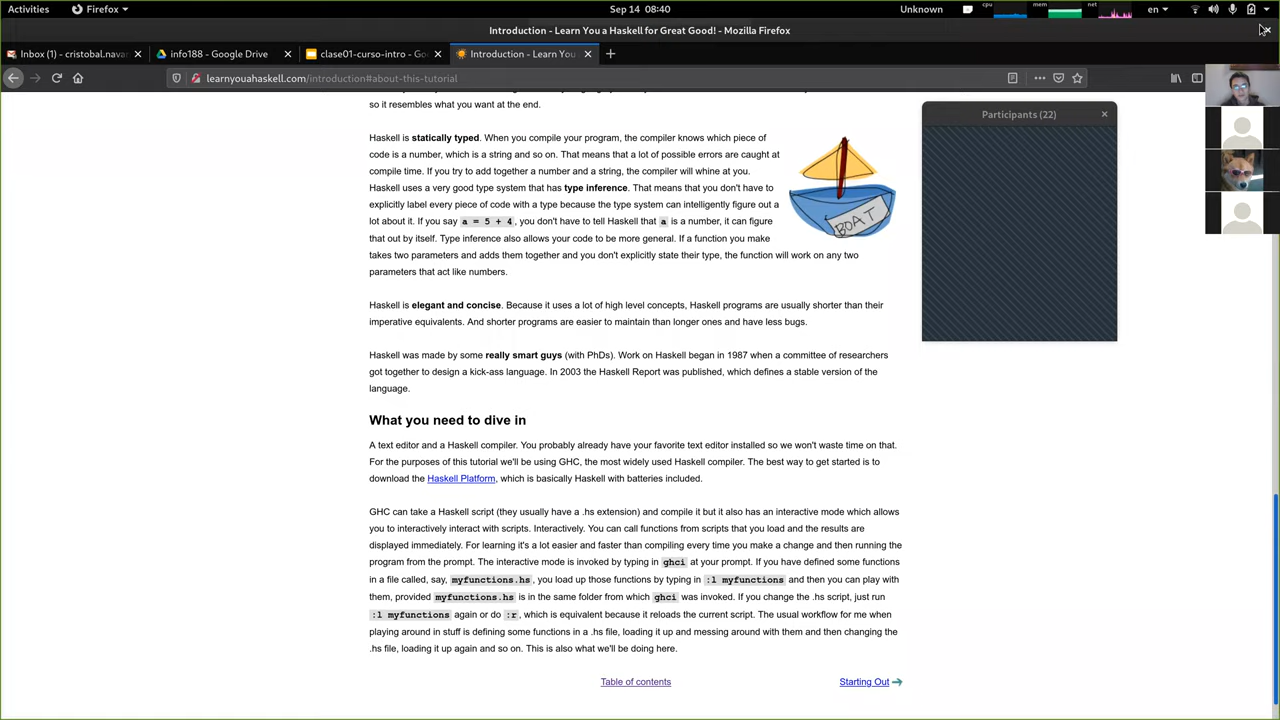 Activities
Firefox
Sep 14 08:40
Unknown
cpu
mem
net
en
Introduction - Learn You a Haskell for Great Good! - Mozilla Firefox
Inbox (1) - cristobal.nava
info188 - Google Drive
clase01-curso-intro - Go
Introduction - Learn You
learnyouahaskell.com/introduction#about-this-tutorial
so it resembles what you want at the end.
Haskell is statically typed. When you compile your program, the compiler knows which piece of
code is a number, which is a string and so on. That means that a lot of possible errors are caught at
compile time. If you try to add together a number and a string, the compiler will whine at you.
Haskell uses a very good type system that has type inference. That means that you don't have to
explicitly label every piece of code with a type because the type system can intelligently figure out a
lot about it. If you say a = 5 + 4, you don't have to tell Haskell that a is a number, it can figure
that out by itself. Type inference also allows your code to be more general. If a function you make
takes two parameters and adds them together and you don't explicitly state their type, the function will work on any two
parameters that act like numbers.
BOAT
Haskell is elegant and concise. Because it uses a lot of high level concepts, Haskell programs are usually shorter than their
imperative equivalents. And shorter programs are easier to maintain than longer ones and have less bugs.
Haskell was made by some really smart guys (with PhDs). Work on Haskell began in 1987 when a committee of researchers
got together to design a kick-ass language. In 2003 the Haskell Report was published, which defines a stable version of the
language.
What you need to dive in
A text editor and a Haskell compiler. You probably already have your favorite text editor installed so we won't waste time on that.
For the purposes of this tutorial we'll be using GHC, the most widely used Haskell compiler. The best way to get started is to
download the Haskell Platform, which is basically Haskell with batteries included.
GHC can take a Haskell script (they usually have a .hs extension) and compile it but it also has an interactive mode which allows
you to interactively interact with scripts. Interactively. You can call functions from scripts that you load and the results are
displayed immediately. For learning it's a lot easier and faster than compiling every time you make a change and then running the
program from the prompt. The interactive mode is invoked by typing in ghci at your prompt. If you have defined some functions
in a file called, say, myfunctions.hs, you load up those functions by typing in :l myfunctions and then you can play with
them, provided myfunctions.hs is in the same folder from which ghci was invoked. If you change the .hs script, just run
:l myfunctions again or do :r, which is equivalent because it reloads the current script. The usual workflow for me when
playing around in stuff is defining some functions in a .hs file, loading it up and messing around with them and then changing the
.hs file, loading it up again and so on. This is also what we'll be doing here.
Table of contents
Starting Out
Participants (22)